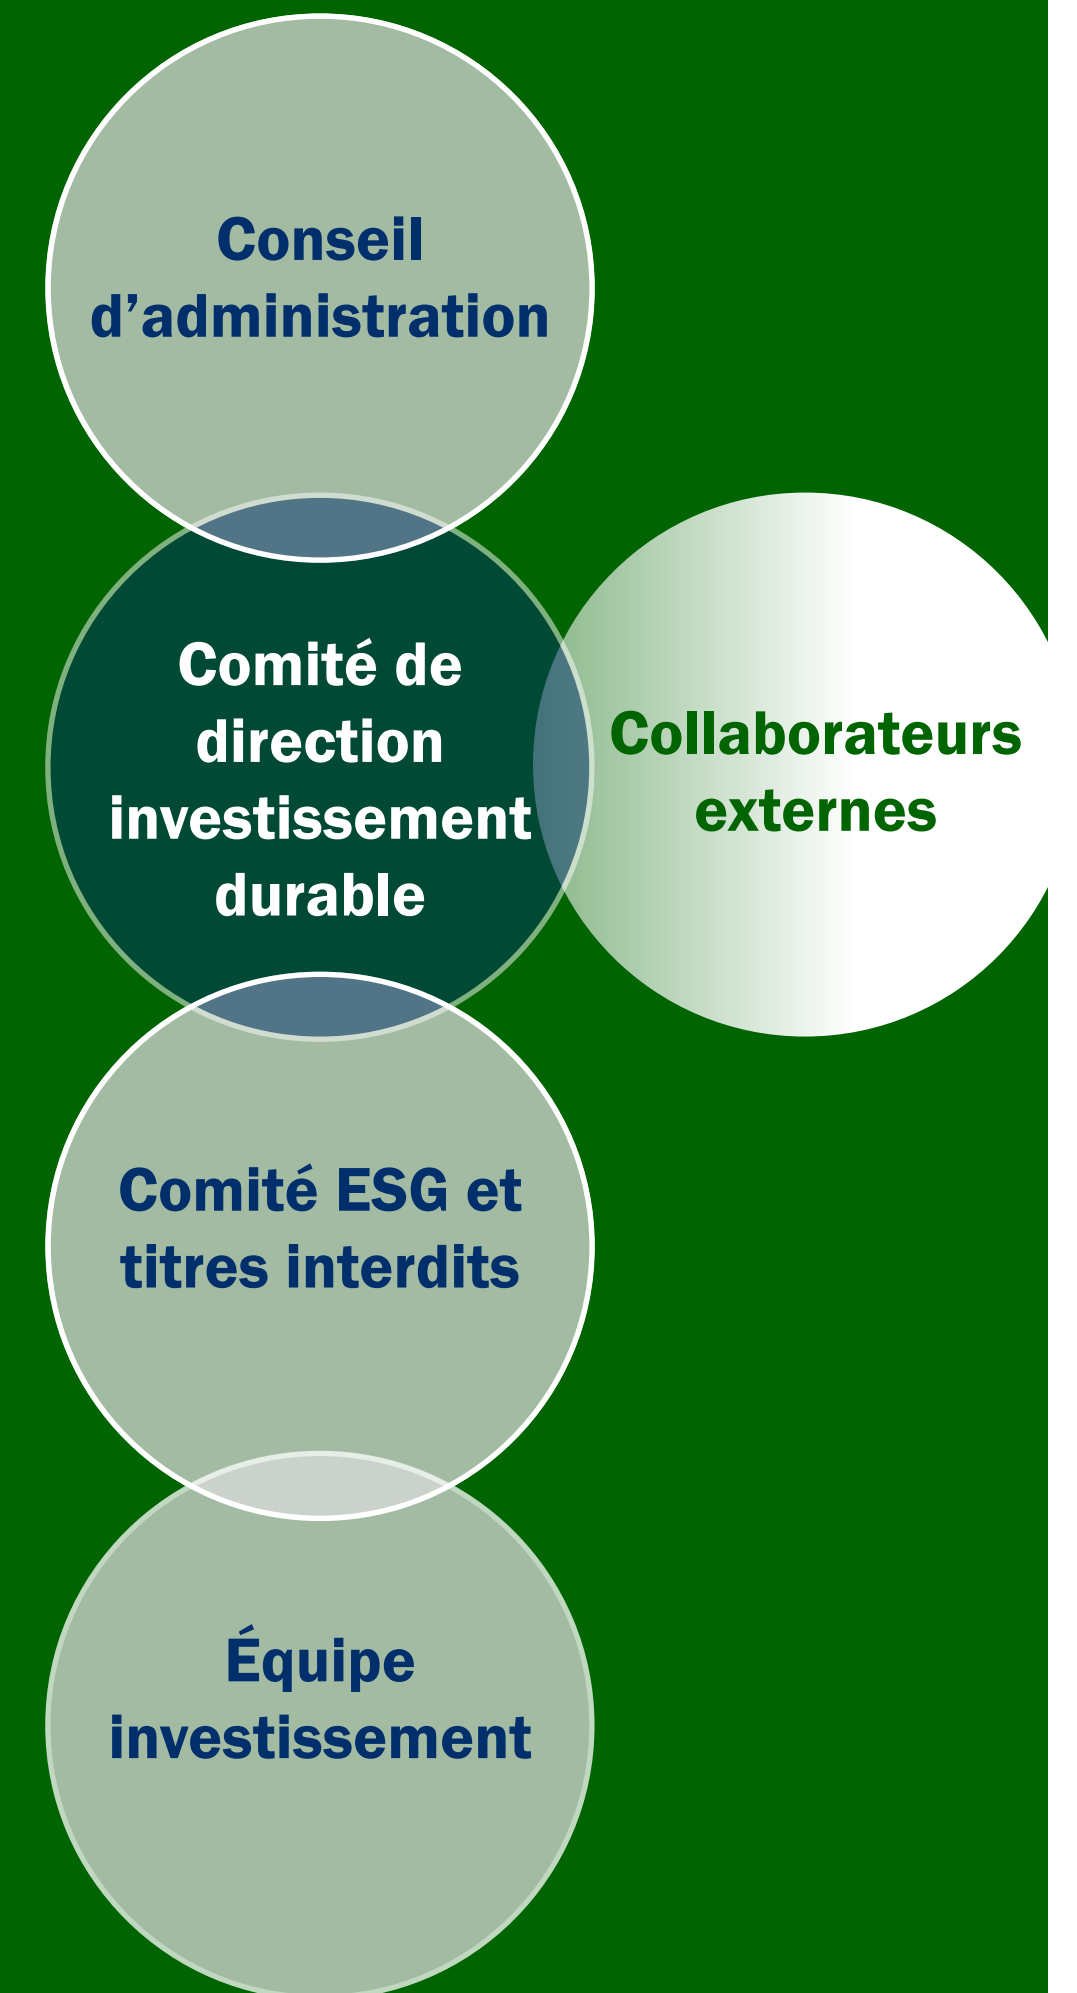 Conseil
d’administration
Comité de
direction
investissement
durable
Collaborateurs
externes
Comité ESG et
titres interdits
Équipe
investissement